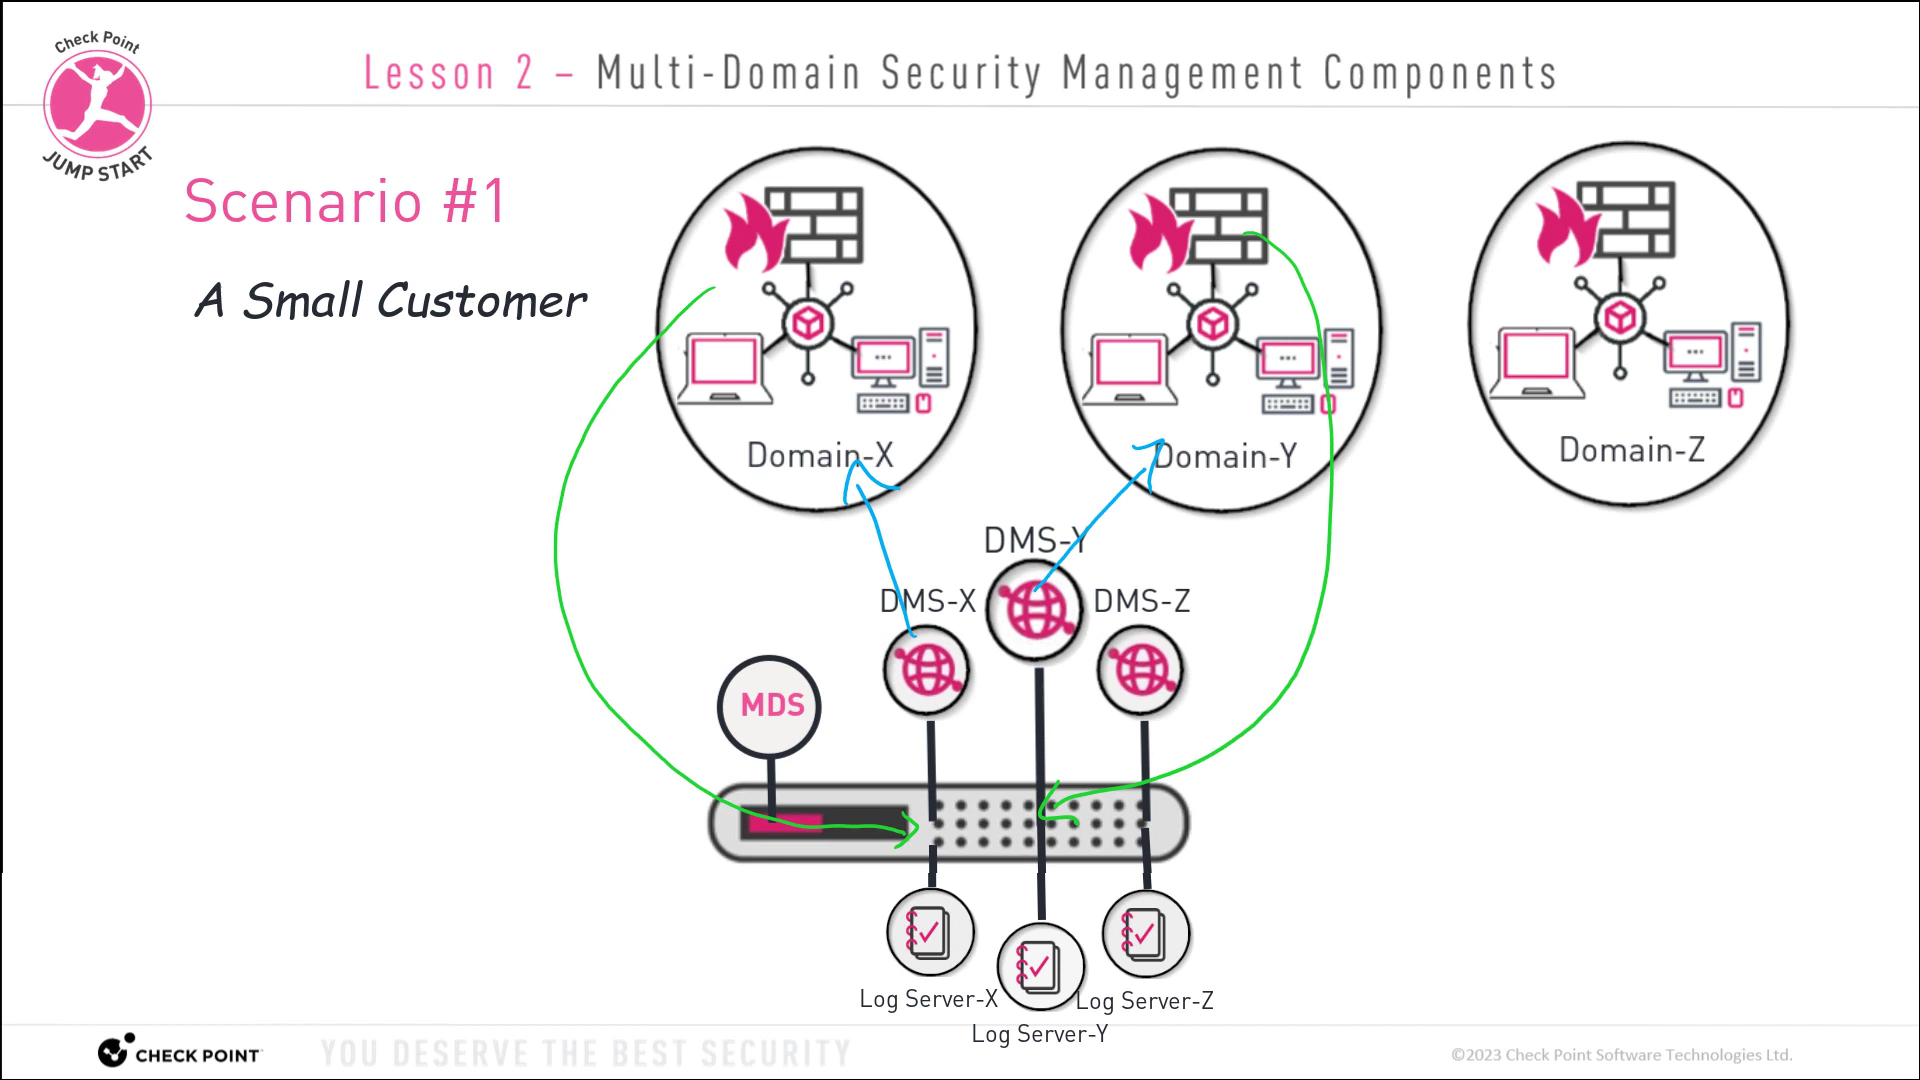 Check Point
JUMP START
Lesson 2 – Multi-Domain Security Management Components
Scenario #1
A Small Customer
Domain-X
Domain-Y
Domain-Z
DMS-Y
DMS-X
DMS-Z
MDS
Log Server-X
Log Server-Z
Log Server-Y
CHECK POINT
YOU DESERVE THE BEST SECURITY
©2023 Check Point Software Technologies Ltd.